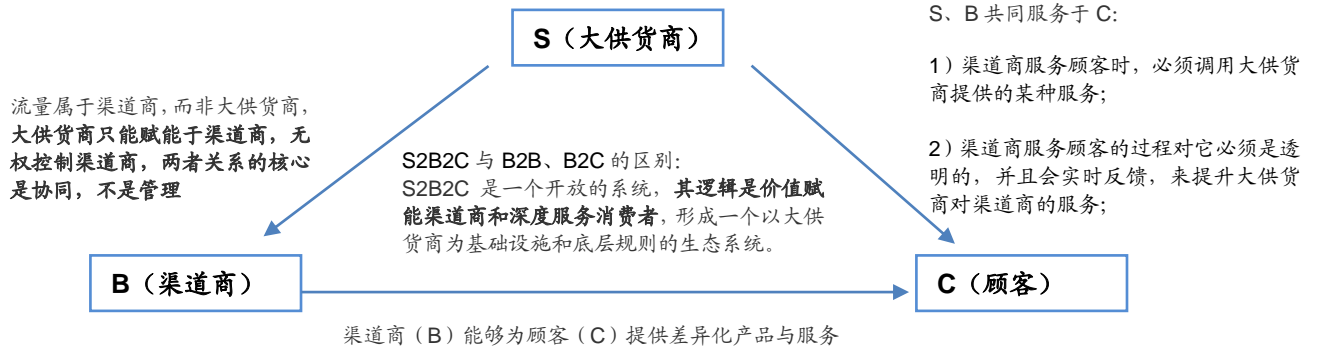 S（大供货商）
S、B 共同服务于 C:
1）渠道商服务顾客时，必须调用大供货
商提供的某种服务;
2）渠道商服务顾客的过程对它必须是透
明的，并且会实时反馈，来提升大供货
商对渠道商的服务;
流量属于渠道商，而非大供货商，
大供货商只能赋能于渠道商，无
权控制渠道商，两者关系的核心
是协同，不是管理
S2B2C 与 B2B、B2C 的区别:
S2B2C 是一个开放的系统，其逻辑是价值赋
能渠道商和深度服务消费者，形成一个以大供
货商为基础设施和底层规则的生态系统。
B（渠道商）
C（顾客）
渠道商（B）能够为顾客（C）提供差异化产品与服务